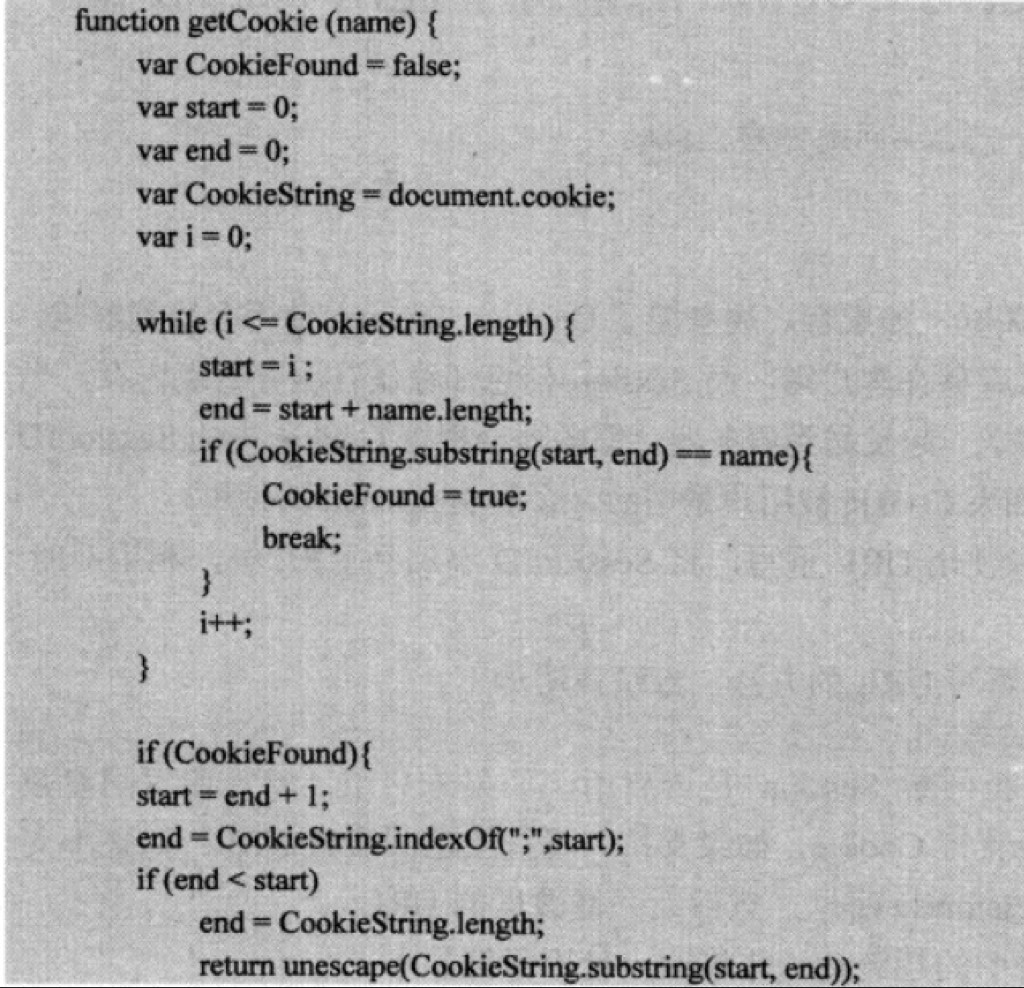 function getCookie (name) {
var CookieFound = false;
var start = 0;
var end = 0;
var CookieString = document.cookie;
var i = 0;
while (i <= CookieString.length) {
start = i ;
end = start + name.length;
if (CookieString.substring(start, end) == name){
CookieFound = true;
break;
}
i++;
}
if (CookieFound){
start = end + 1;
end = CookieString.indexOf(";",start);
if (end < start)
end = CookieString.length;
return unescape(CookieString.substring(start, end));